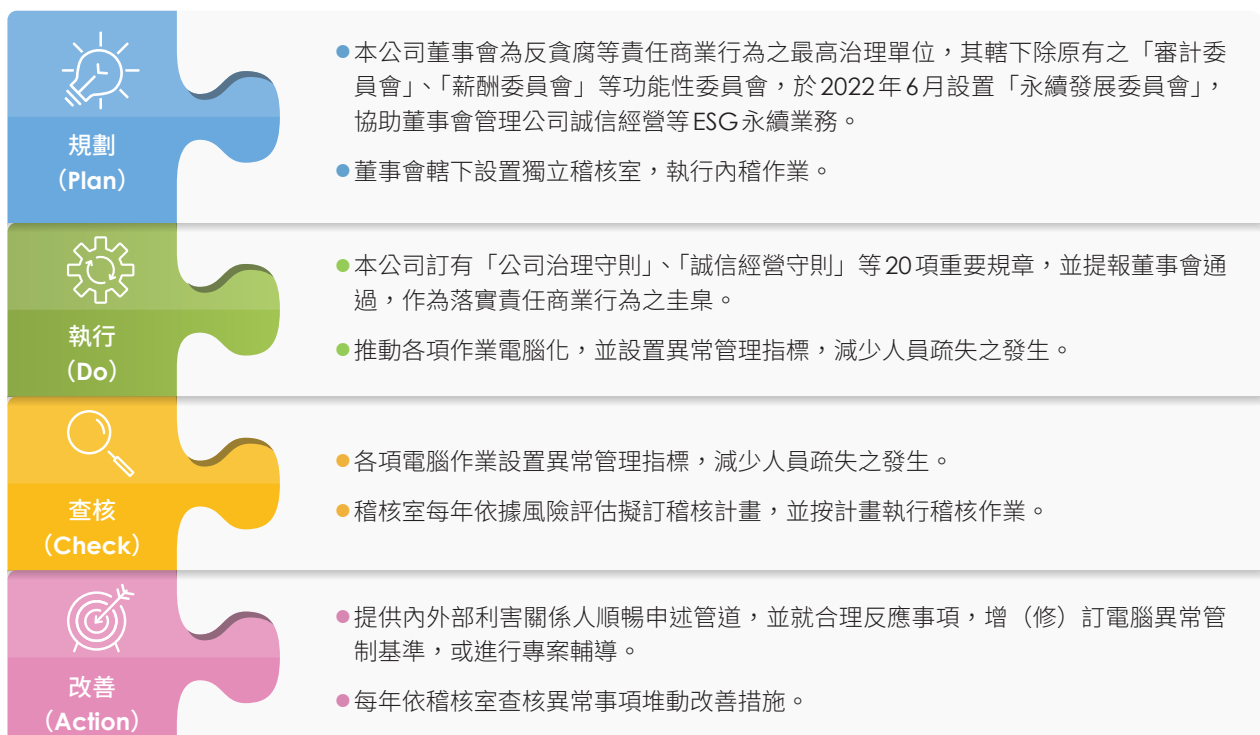 規劃
（Plan）
●本公司董事會為反貪腐等責任商業行為之最高治理單位，其轄下除原有之「審計委
員會」、「薪酬委員會」等功能性委員會，於2022年6月設置「永續發展委員會」，
協助董事會管理公司誠信經營等ESG永續業務。
●董事會轄下設置獨立稽核室，執行內稽作業。
執行
（Do）
●本公司訂有「公司治理守則」、「誠信經營守則」等20項重要規章，並提報董事會通
過，作為落實責任商業行為之圭臬。
●推動各項作業電腦化，並設置異常管理指標，減少人員疏失之發生。
查核
（Check）
●各項電腦作業設置異常管理指標，減少人員疏失之發生。
●稽核室每年依據風險評估擬訂稽核計畫，並按計畫執行稽核作業。
改善
（Action）
●提供內外部利害關係人順暢申述管道，並就合理反應事項，增（修）訂電腦異常管
制基準，或進行專案輔導。
●每年依稽核室查核異常事項堆動改善措施。